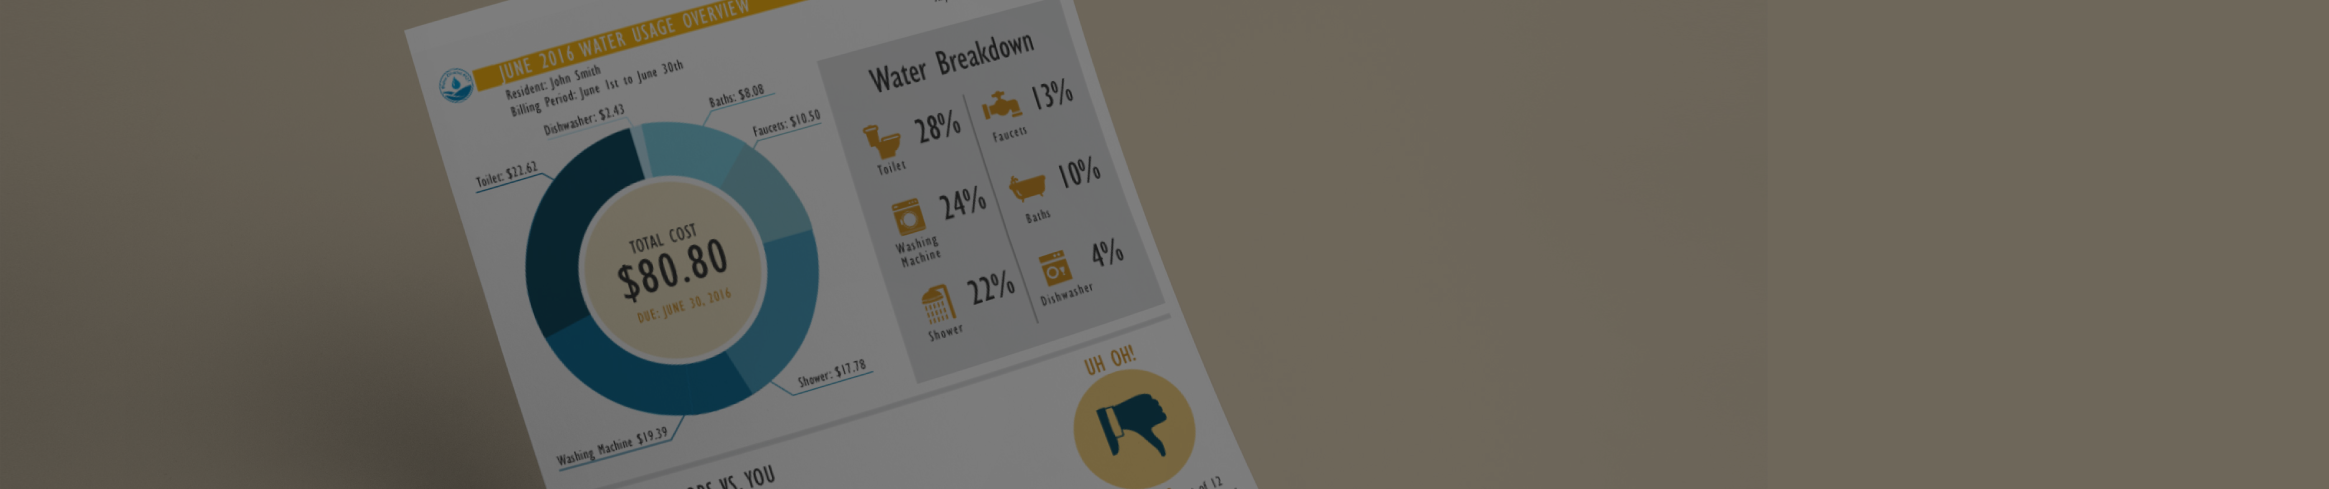 JUNE 2016 WATER USAGE OVERVIEW
Resident: John Smith
Billing Period: June 1st to June 30th
Dishwasher: $2.43
Baths: $8.08
Faucets: $10.50
Toilet: $22.62
TOTAL COST
$80.80
DUE: JUNE 30, 2016
Shower: $17.78
Washing Machine $19.39
Water Breakdown
28%
Toilet
13%
Faucets
24%
Washing
Machine
10%
Baths
22%
Shower
4%
Dishwasher
UH OH!
VS. YOU
of 12